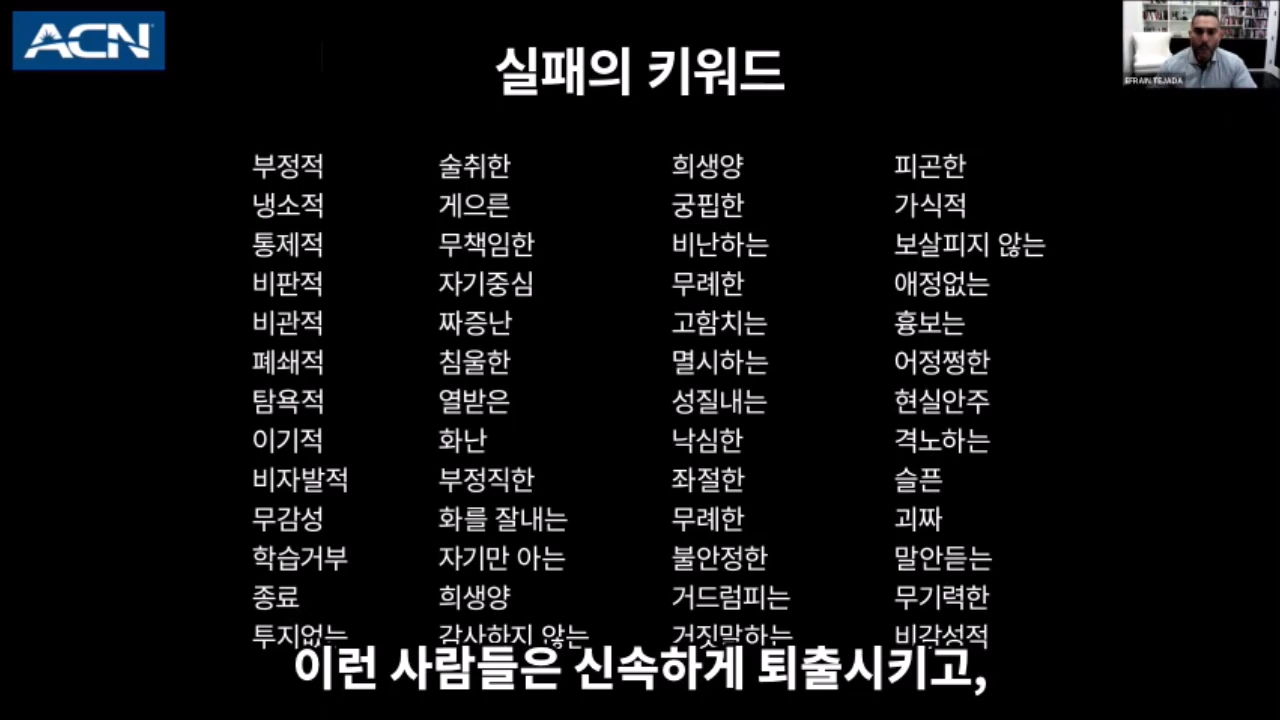 ACN
실패의 키워드
EFRAIN TEJADA
부정적 술취한 희생양 피곤한
냉소적 게으른 궁핍한 가식적
통제적 무책임한 비난하는 보살피지 않는
비판적 자기중심 무례한 애정없는
비관적 짜증난 고함치는 흉보는
폐쇄적 침울한 멸시하는 어정쩡한
탐욕적 열받은 성질내는 현실안주
이기적 화난 낙심한 격노하는
비자발적 부정직한 좌절한 슬픈
무감성 화를 잘내는 무례한 괴짜
학습거부 자기만 아는 불안정한 말안듣는
종료 희생양 거드럼피는 무기력한
투지없는 감사한지 않는 거짓말하는 비감성적
이런 사람들은 신속하게 퇴출시키고,